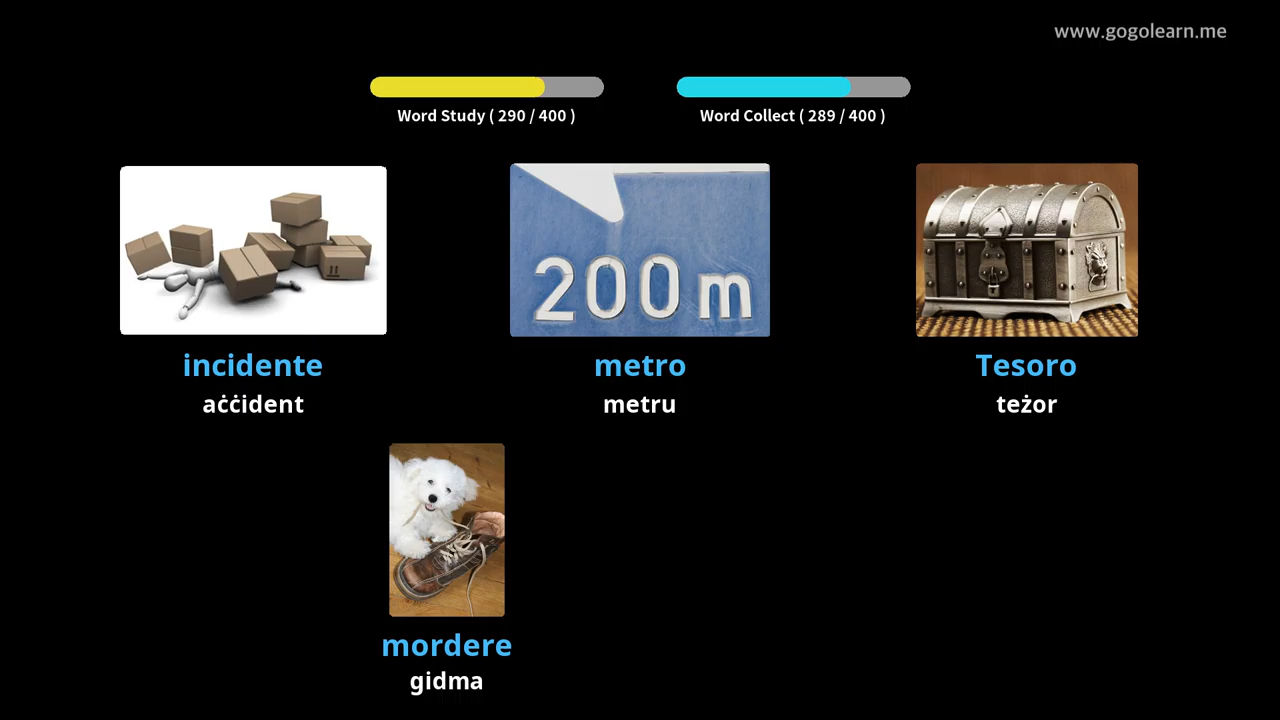 www.gogolearn.me
Word Study ( 290 / 400 )
Word Collect ( 289 / 400 )
200 m
incidente
metro
Tesoro
aċċident
metru
teżor
mordere
gidma